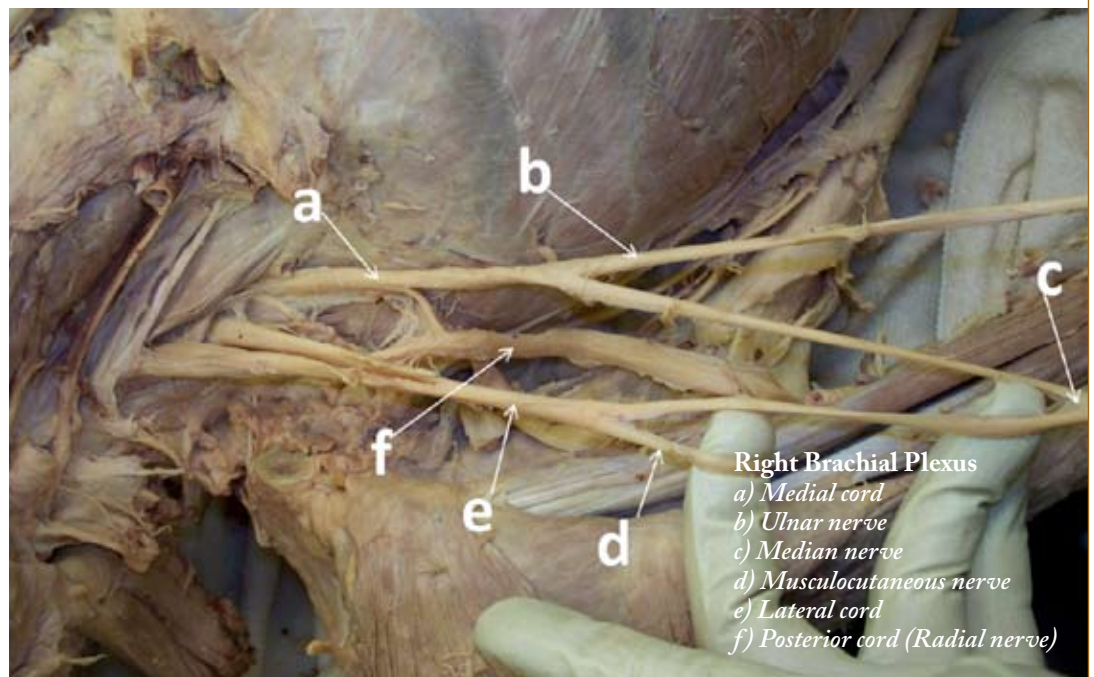 b
a
c
f
e
d
Right Brachial Plexus
a) Medial cord
b) Ulnar nerve
c) Median nerve
d) Musculocutaneous nerve
e) Lateral cord
f) Posterior cord (Radial nerve)